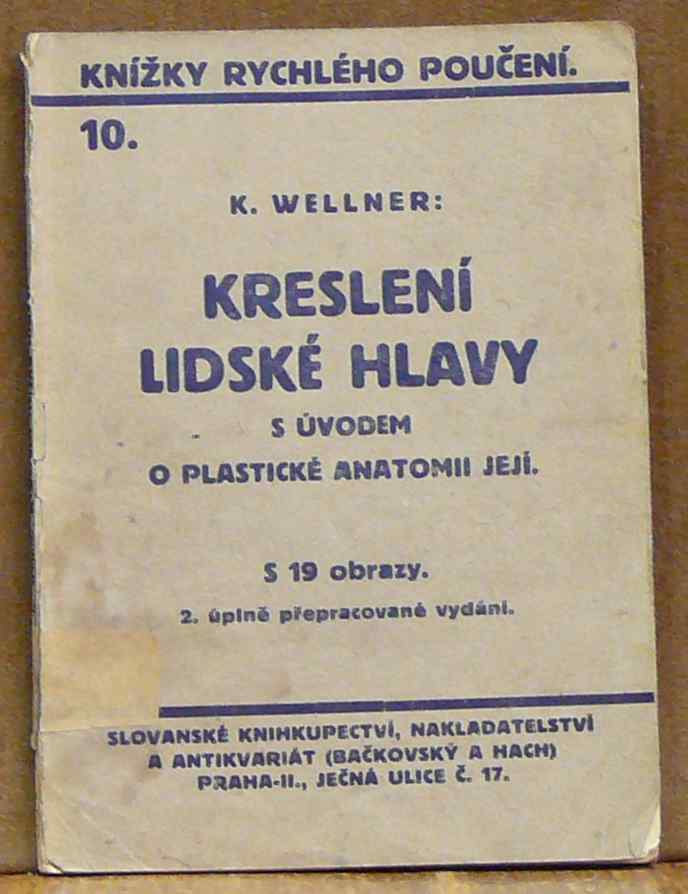 KNÍŽKY RYCHLÉHO POUČENÍ.
10.
K. WELLNER:
KRESLENÍ
LIDSKÉ HLAVY
S ÚVODEM
O PLASTICKÉ ANATOMII JEJÍ.
S 19 obrazy.
2. úplně přepracované vydání.
SLOVANSKÉ KNIHKUPECTVÍ, NAKLADATELSTVÍ
A ANTIKVARIÁT (BAČKOVSKÝ A HACH)
PRAHA-II., JEČNÁ ULICE Č. 17.